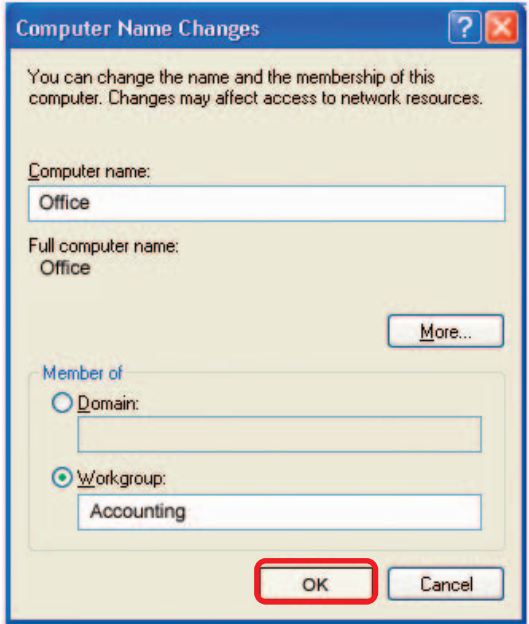 Computer Name Changes
You can change the name and the membership of this
computer. Changes may affect access to network resources.
Computer name:
Office
Full computer name:
Office
More...
Member of
Domain:
Workgroup:
Accounting
OK Cancel